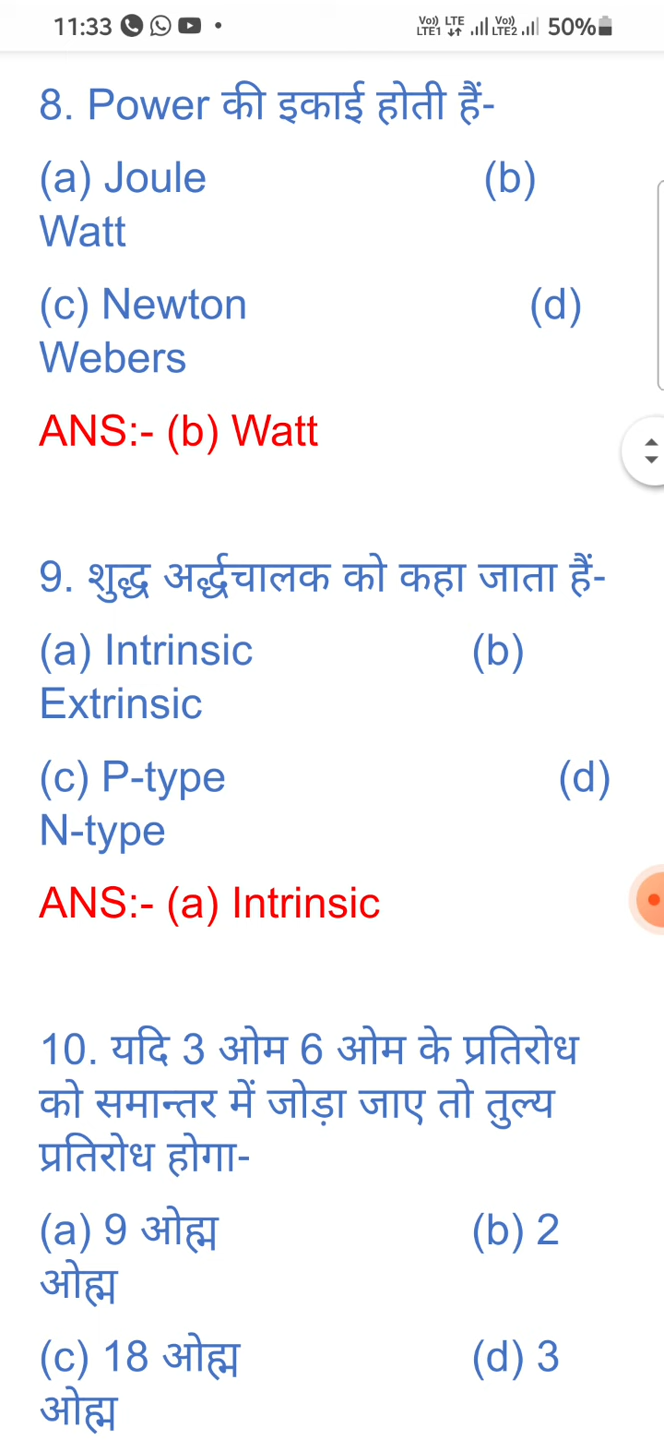 11:33
Vo)) LTE Vo)) 50%
LTE1 LTE2
8. Power की इकाई होती हैं-
(a) Joule (b)
Watt
(c) Newton (d)
Webers
ANS:- (b) Watt
9. शुद्ध अर्द्धचालक को कहा जाता हैं-
(a) Intrinsic (b)
Extrinsic
(c) P-type (d)
N-type
ANS:- (a) Intrinsic
10. यदि 3 ओम 6 ओम के प्रतिरोध
को समान्तर में जोड़ा जाए तो तुल्य
प्रतिरोध होगा-
(a) 9 ओह्म (b) 2
ओह्म
(c) 18 ओह्म (d) 3
ओह्म